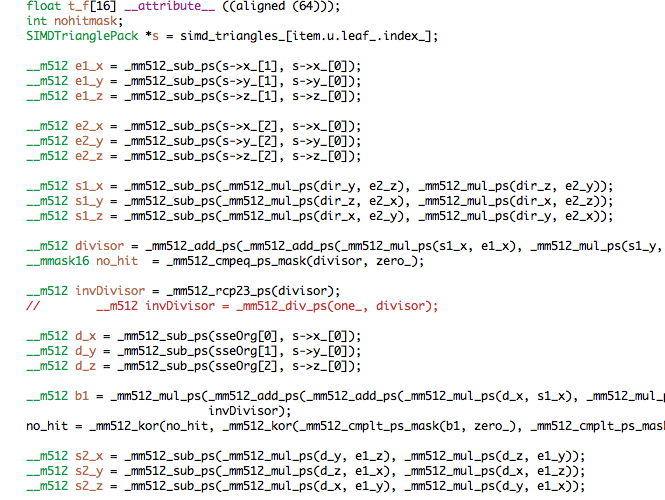 float t_f[16] __attribute__ ((aligned (64)));
int nohitmask;
SIMDTrianglePack *s = simd_triangles_[item.u.leaf_.index_];
__m512 e1_x = _mm512_sub_ps(s->x_[1], s->x_[0]);
__m512 e1_y = _mm512_sub_ps(s->y_[1], s->y_[0]);
__m512 e1_z = _mm512_sub_ps(s->z_[1], s->z_[0]);
__m512 e2_x = _mm512_sub_ps(s->x_[2], s->x_[0]);
__m512 e2_y = _mm512_sub_ps(s->y_[2], s->y_[0]);
__m512 e2_z = _mm512_sub_ps(s->z_[2], s->z_[0]);
__m512 s1_x = _mm512_sub_ps(_mm512_mul_ps(dir_y, e2_z), _mm512_mul_ps(dir_z, e2_y));
__m512 s1_y = _mm512_sub_ps(_mm512_mul_ps(dir_z, e2_x), _mm512_mul_ps(dir_x, e2_z));
__m512 s1_z = _mm512_sub_ps(_mm512_mul_ps(dir_x, e2_y), _mm512_mul_ps(dir_y, e2_x));
__m512 divisor = _mm512_add_ps(_mm512_add_ps(_mm512_mul_ps(s1_x, e1_x), _mm512_mul_ps(s1_y,
__mmask16 no_hit  = _mm512_cmpeq_ps_mask(divisor, zero_);
__m512 invDivisor = _mm512_rcp23_ps(divisor);
//       __m512 invDivisor = _mm512_div_ps(one_, divisor);
__m512 d_x = _mm512_sub_ps(sseOrg[0], s->x_[0]);
__m512 d_y = _mm512_sub_ps(sseOrg[1], s->y_[0]);
__m512 d_z = _mm512_sub_ps(sseOrg[2], s->z_[0]);
__m512 b1 = _mm512_mul_ps(_mm512_add_ps(_mm512_add_ps(_mm512_mul_ps(d_x, s1_x), _mm512_mul_p
invDivisor);
no_hit = _mm512_kor(no_hit, _mm512_kor(_mm512_cmplt_ps_mask(b1, zero_), _mm512_cmplt_ps_mask
__m512 s2_x = _mm512_sub_ps(_mm512_mul_ps(d_y, e1_z), _mm512_mul_ps(d_z, e1_y));
__m512 s2_y = _mm512_sub_ps(_mm512_mul_ps(d_z, e1_x), _mm512_mul_ps(d_x, e1_z));
__m512 s2_z = _mm512_sub_ps(_mm512_mul_ps(d_x, e1_y), _mm512_mul_ps(d_y, e1_x));